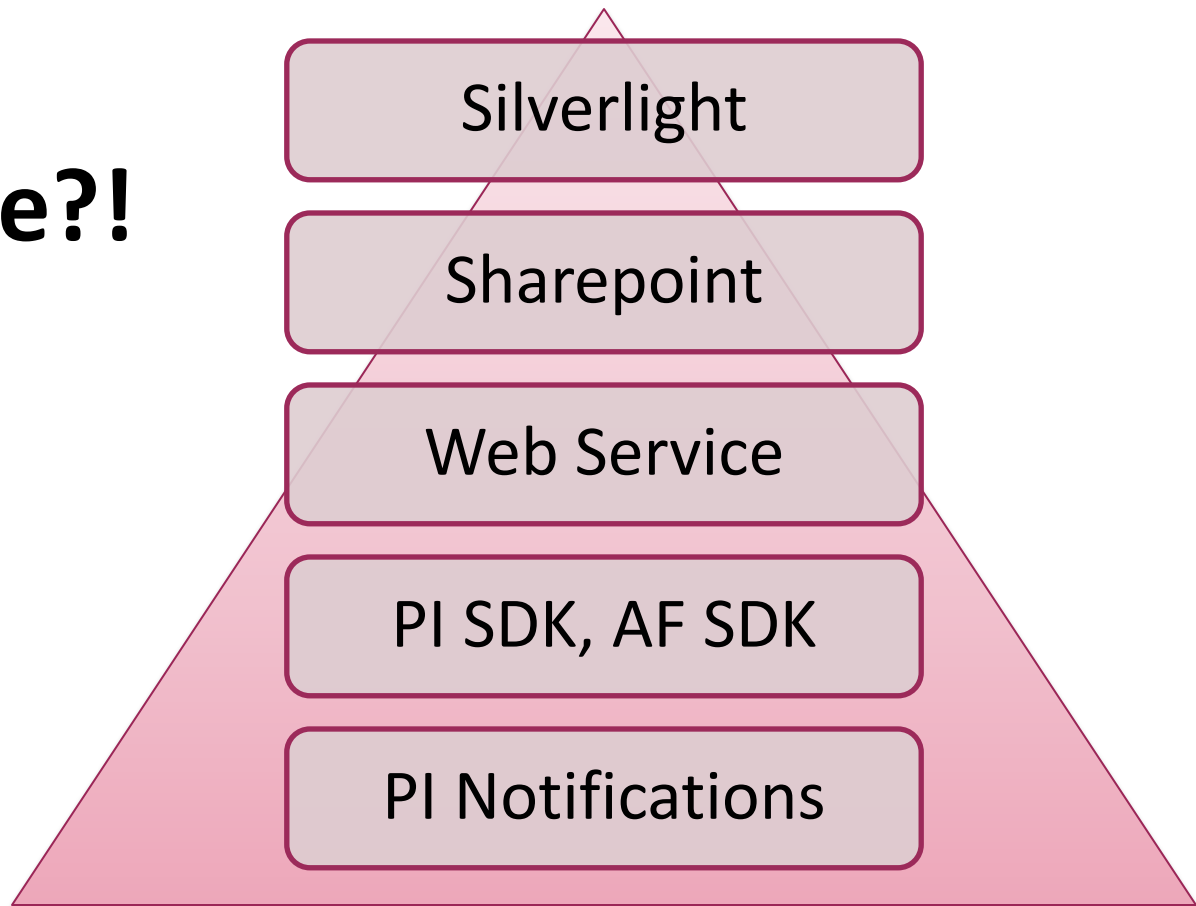 Silverlight
e?!
Sharepoint
Web Service
PI SDK, AF SDK
PI Notifications